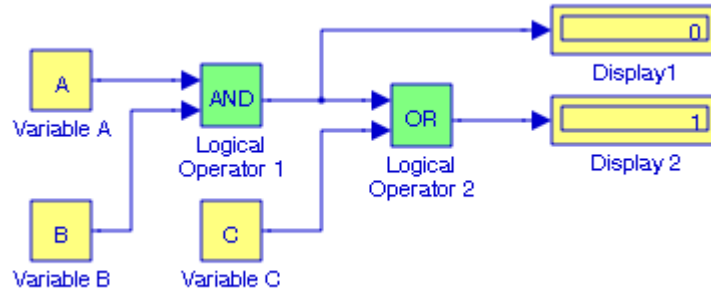 0
Display1
A
Variable A
AND
Logical
Operator 1
OR
Logical
Operator 2
1
Display 2
B
Variable B
C
Variable C